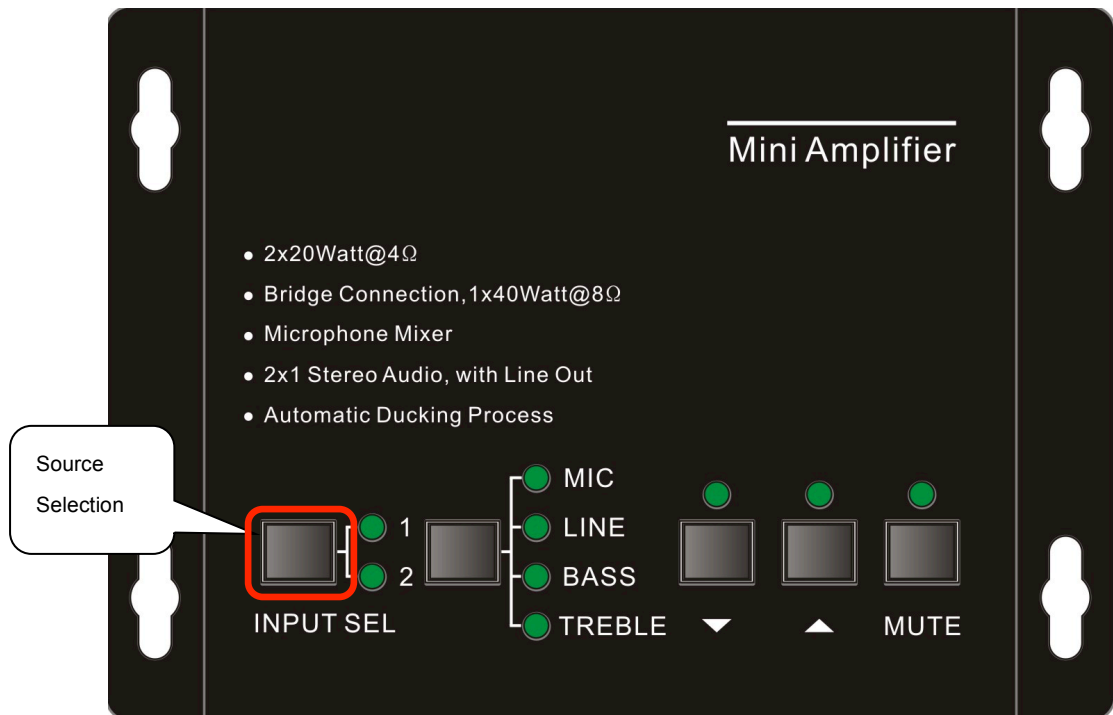 Mini Amplifier
• 2x20Watt@4Ω
• Bridge Connection,1x40Watt@8Ω
• Microphone Mixer
• 2x1 Stereo Audio, with Line Out
• Automatic Ducking Process
Source
Selection
1
2
INPUT SEL
MIC
LINE
BASS
TREBLE
MUTE